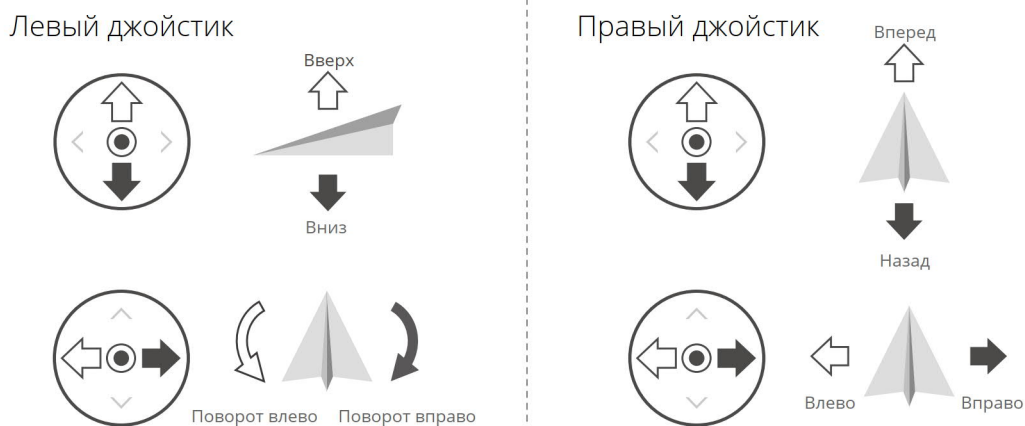 Левый джойстик
Вверх
Вниз
Поворот влево
Поворот вправо
Правый джойстик
Вперед
Назад
Влево
Вправо